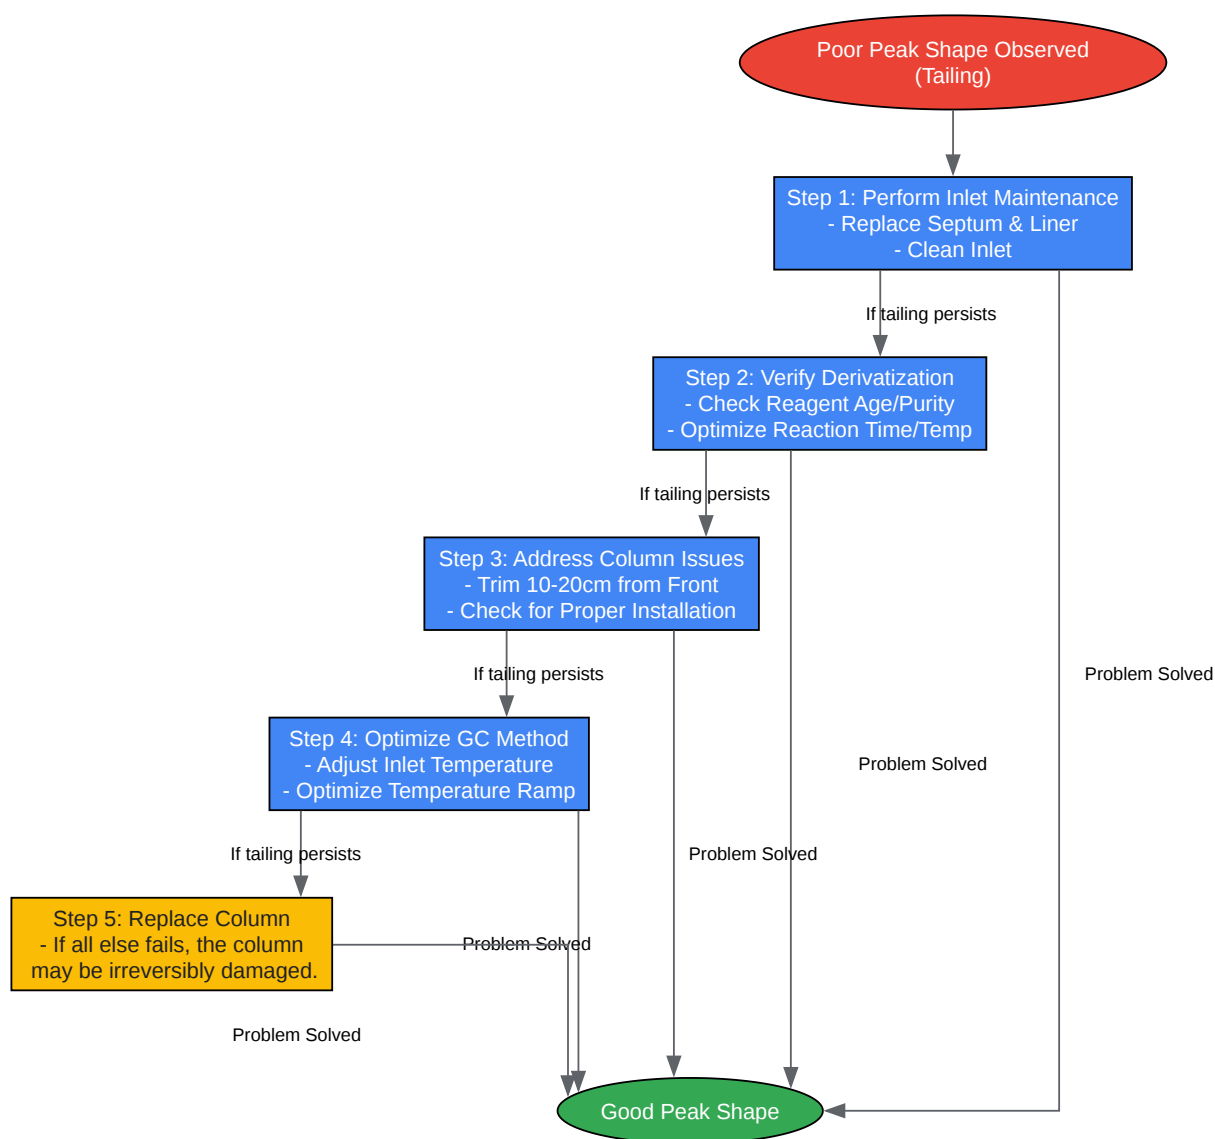 Poor Peak Shape Observed
(Tailing)
Step 1: Perform Inlet Maintenance
- Replace Septum & Liner
- Clean Inlet
If tailing persists
Step 2: Verify Derivatization
- Check Reagent Age/Purity
- Optimize Reaction Time/Temp
If tailing persists
Step 3: Address Column Issues
- Trim 10-20cm from Front
- Check for Proper Installation
If tailing persists
Problem Solved
Step 4: Optimize GC Method
- Adjust Inlet Temperature
- Optimize Temperature Ramp
Problem Solved
If tailing persists
Problem Solved
Step 5: Replace Column
- If all else fails, the column
may be irreversibly damaged.
Problem Solved
Problem Solved
Good Peak Shape